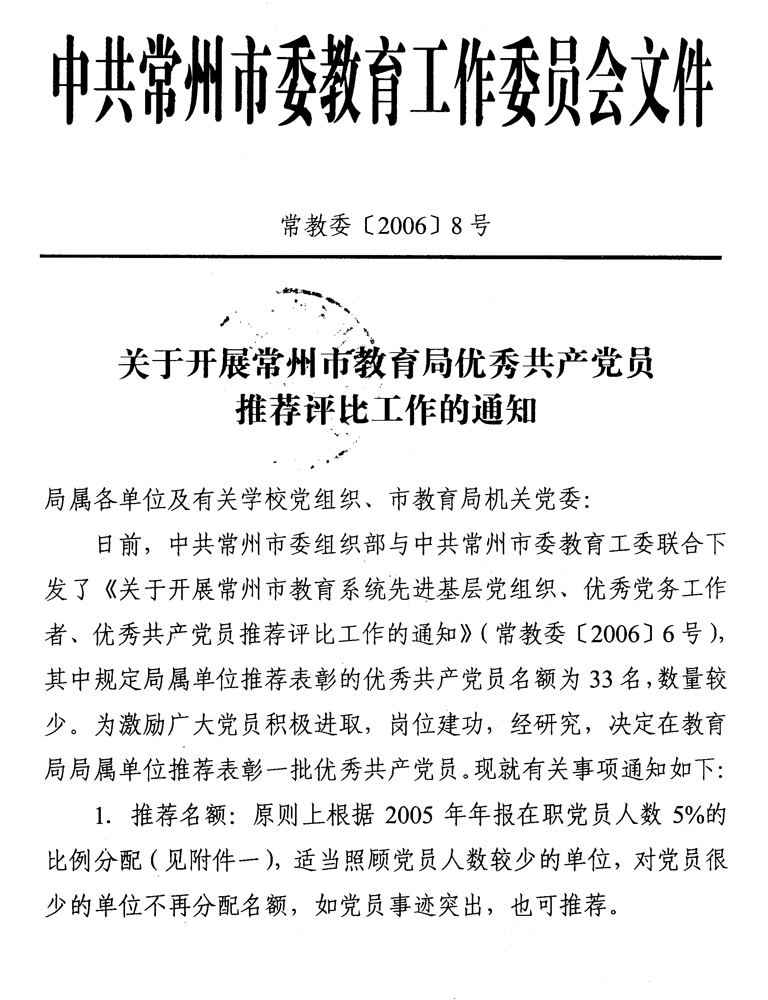 中共常州市委教育工作委员会文件
常教委〔2006〕8 号
关于开展常州市教育局优秀共产党员
推荐评比工作的通知
局属各单位及有关学校党组织、市教育局机关党委：
日前，中共常州市委组织部与中共常州市委教育工委联合下
发了《关于开展常州市教育系统先进基层党组织、优秀党务工作
者、优秀共产党员推荐评比工作的通知》（常教委〔2006〕6 号），
其中规定局属单位推荐表彰的优秀共产党员名额为 33 名，数量较
少。为激励广大党员积极进取，岗位建功，经研究，决定在教育
局局属单位推荐表彰一批优秀共产党员。现就有关事项通知如下：
1. 推荐名额：原则上根据 2005 年年报在职党员人数 5%的
比例分配（见附件一），适当照顾党员人数较少的单位，对党员很
少的单位不再分配名额，如党员事迹突出，也可推荐。